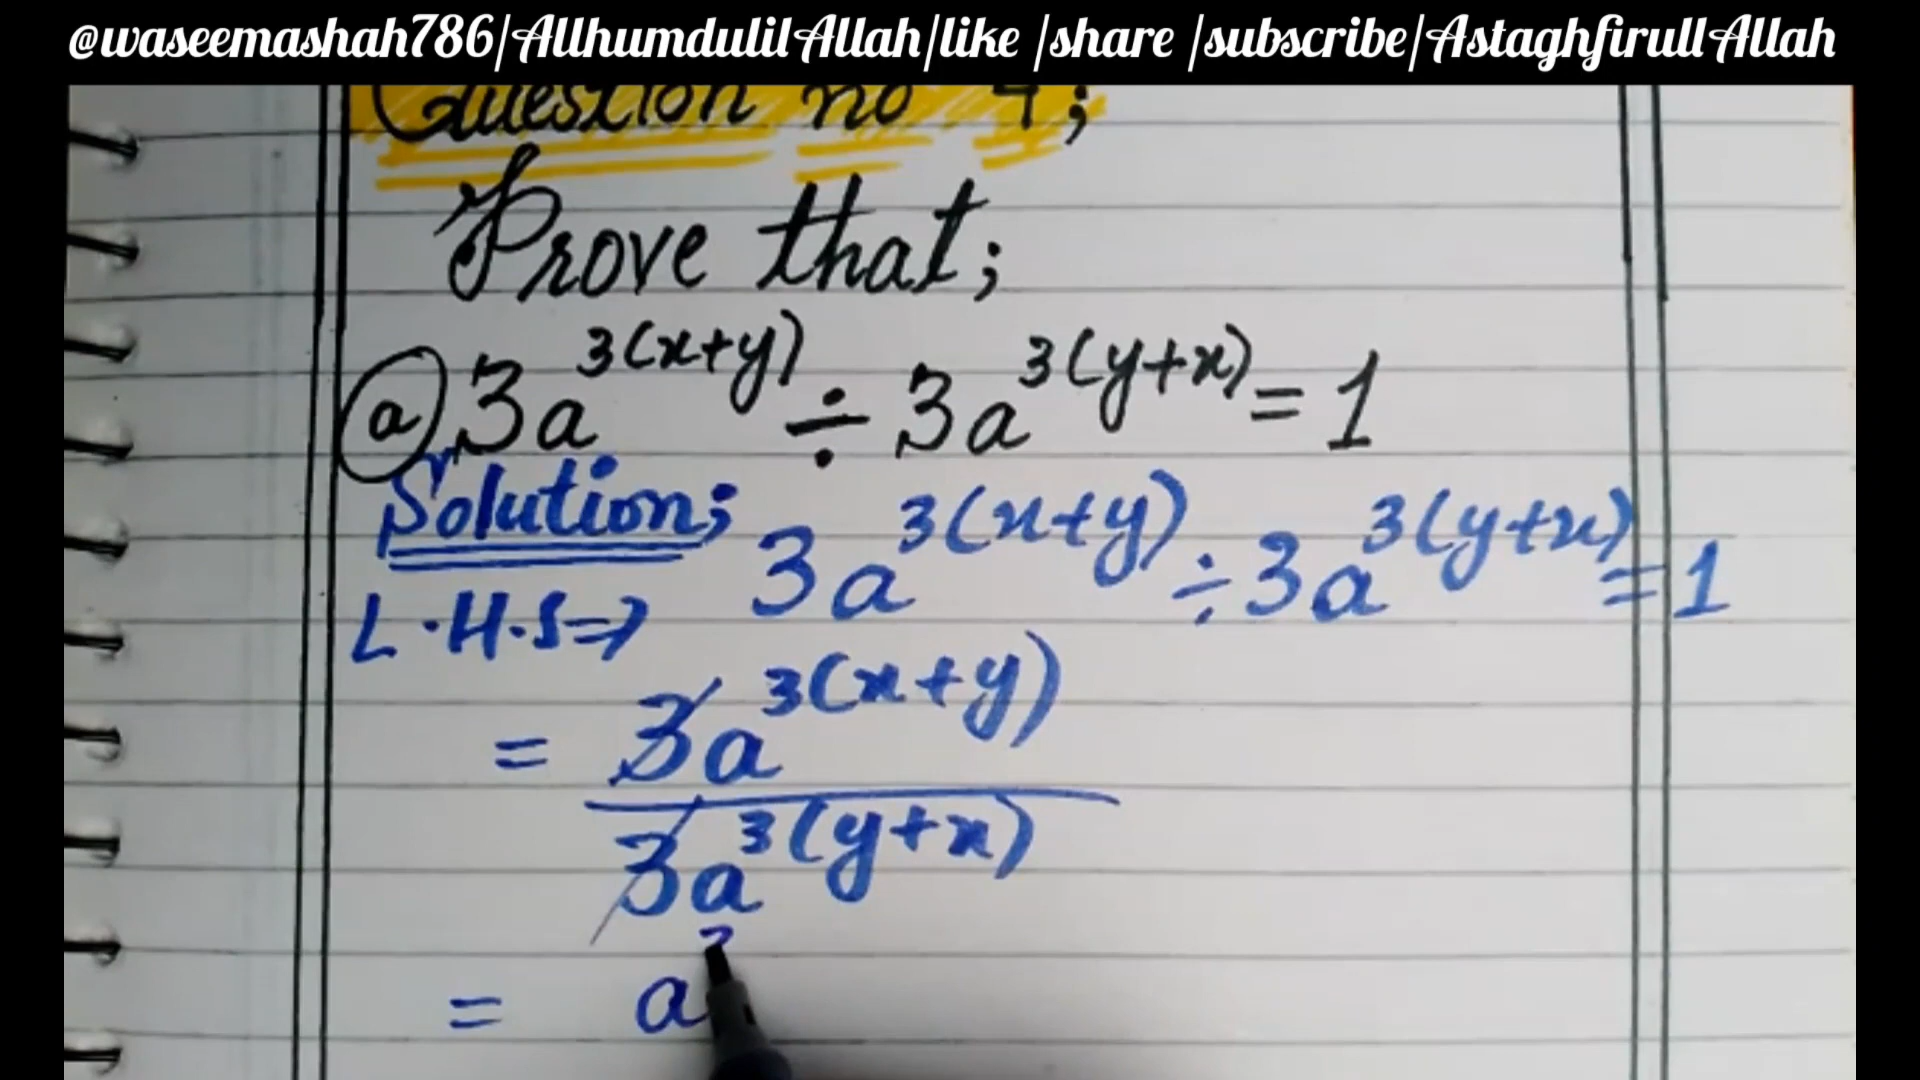 @waseemashah786/AllhumdulilAllah/like /share /subscribe/AstaghfirullAllah
Question no 4;
Prove that;
(a) 3a^3(x+y) ÷ 3a^3(y+x) = 1
Solution; 3a^3(x+y) ÷ 3a^3(y+x) = 1
L.H.S⇒
= 3a^3(x+y)
3a^3(y+x)
= a